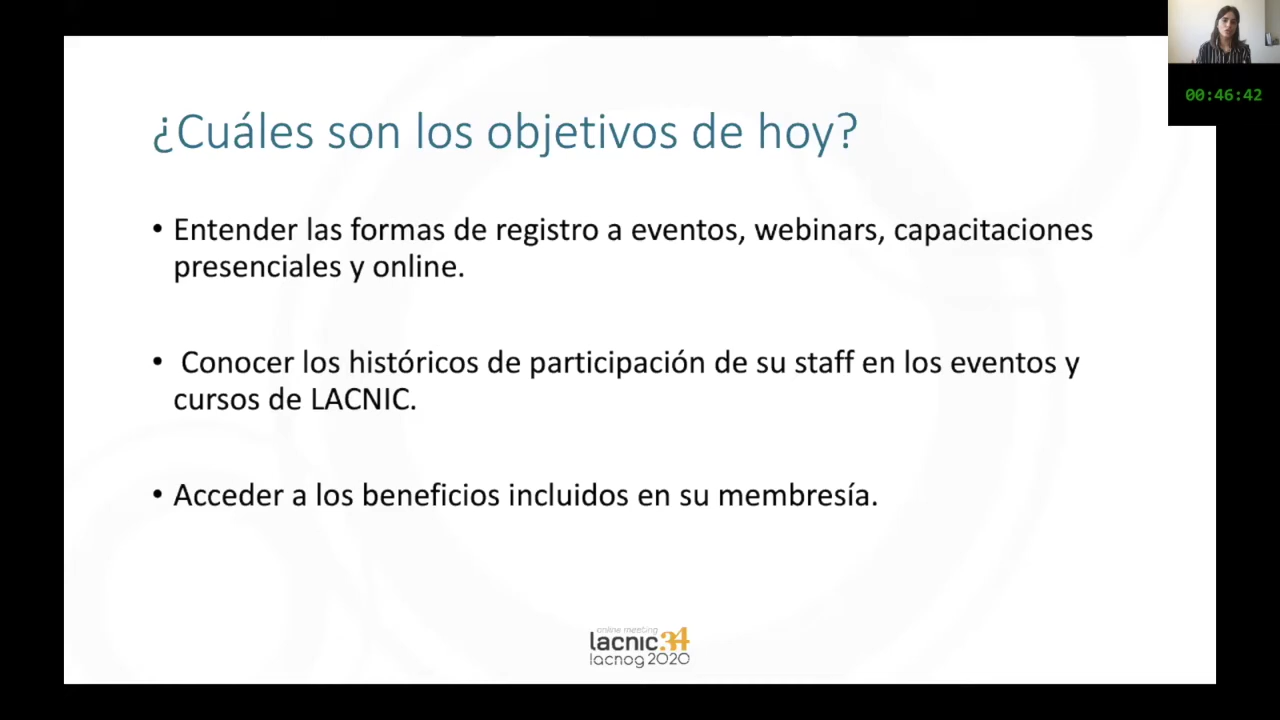 00:46:42
¿Cuáles son los objetivos de hoy?
• Entender las formas de registro a eventos, webinars, capacitaciones
presenciales y online.
• Conocer los históricos de participación de su staff en los eventos y
cursos de LACNIC.
• Acceder a los beneficios incluidos en su membresía.
online meeting
lacnic34
lacnog 2020